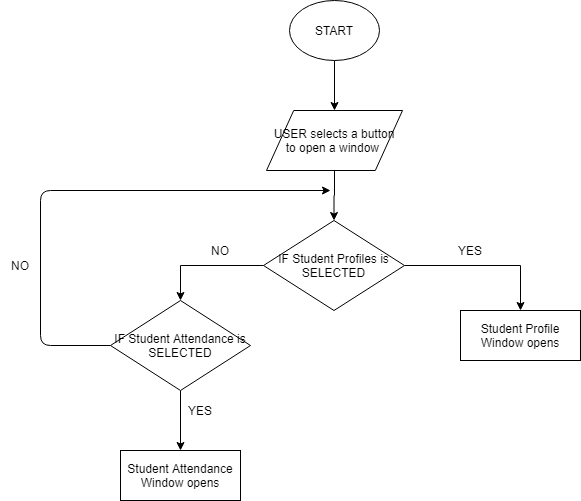 START
USER selects a button
to open a window
NO
YES
IF Student Profiles is
SELECTED
NO
Student Profile
Window opens
IF Student Attendance is
SELECTED
YES
Student Attendance
Window opens